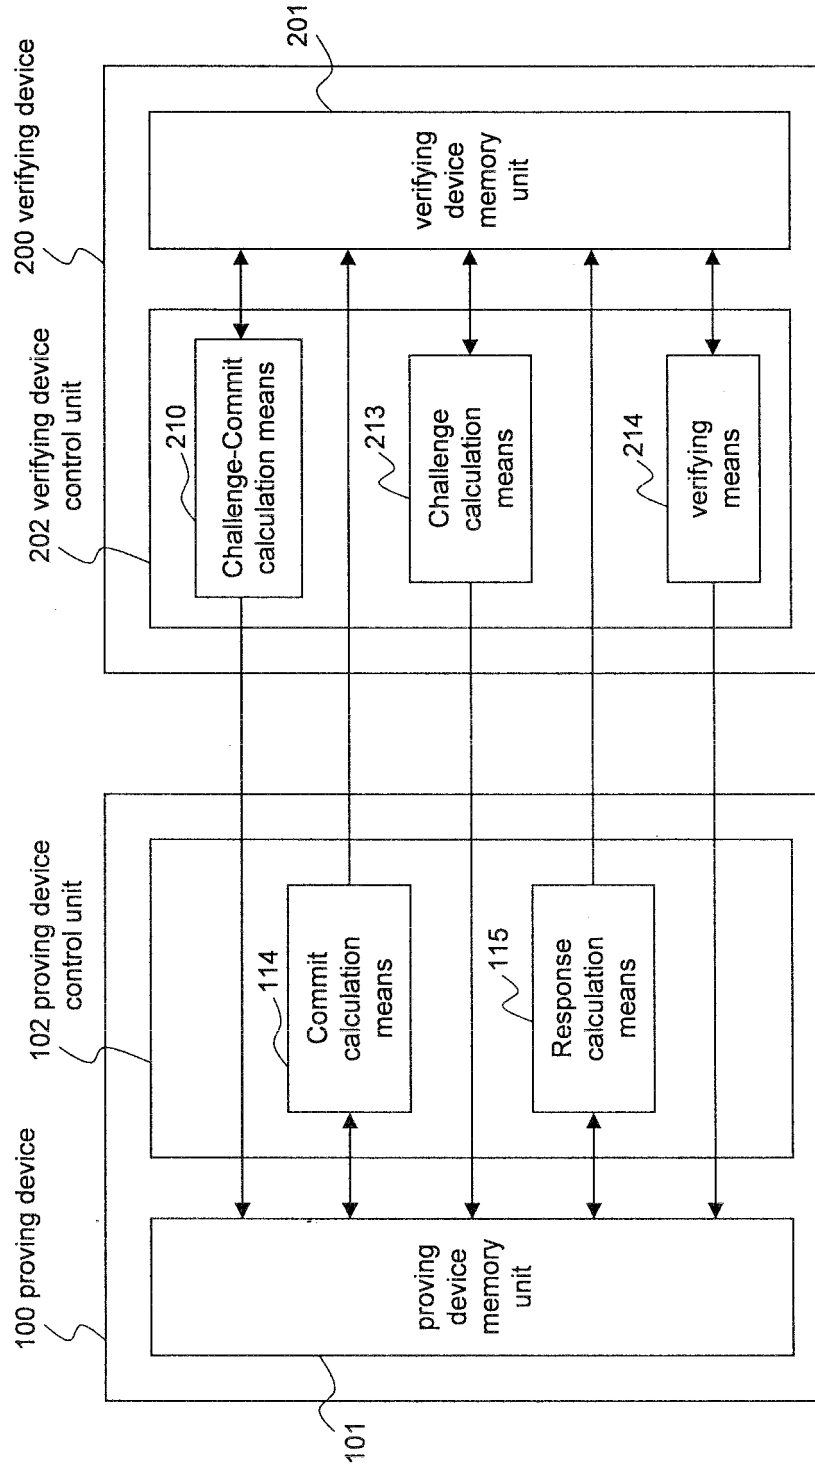 100 proving device
102 proving device
control unit
101
proving
device
memory
unit
114
Commit
calculation
means
115
Response
calculation
means
200 verifying device
202 verifying device
control unit
210
Challenge-Commit
calculation means
213
Challenge
calculation
means
214
verifying
means
201
verifying
device
memory
unit